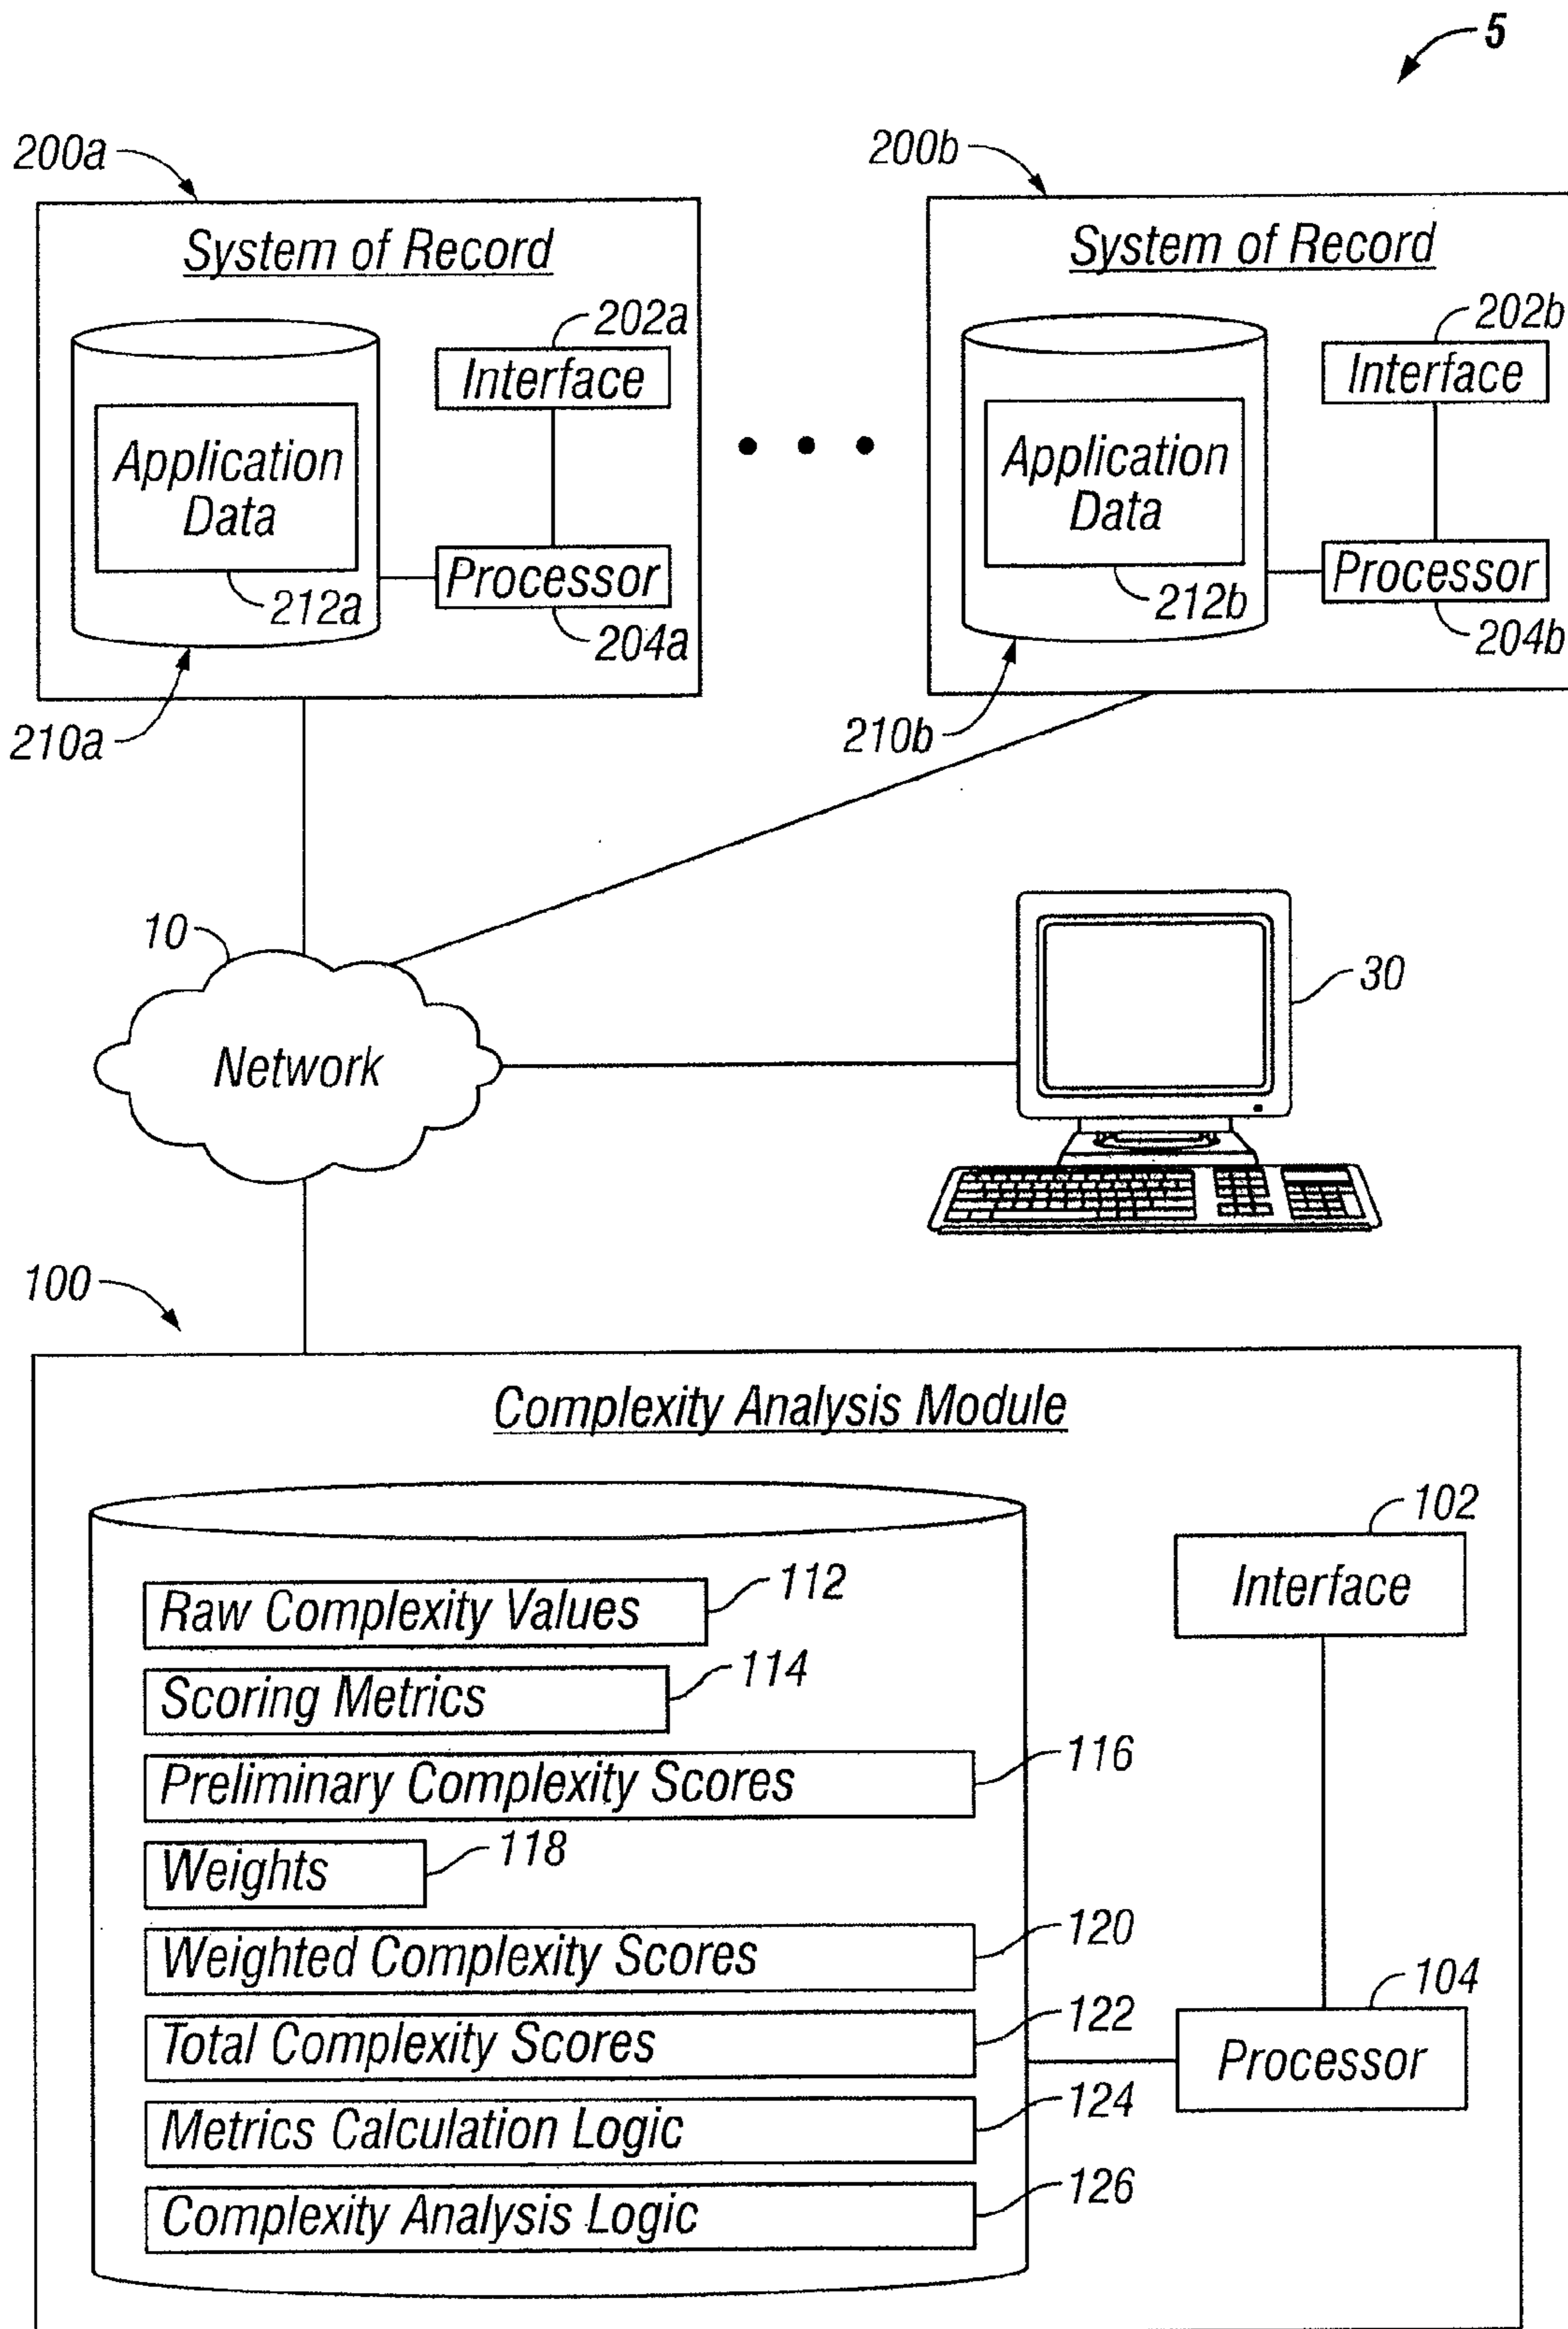 5
200a
200b
System of Record
System of Record
202a
202b
Interface
Interface
Application
Data
Application
Data
Processor
Processor
212a
212b
204a
204b
210a
210b
10
30
Network
100
Complexity Analysis Module
102
Interface
Raw Complexity Values
112
Scoring Metrics
114
Preliminary Complexity Scores
116
Weights
118
Weighted Complexity Scores
120
104
Total Complexity Scores
122
Processor
Metrics Calculation Logic
124
Complexity Analysis Logic
126